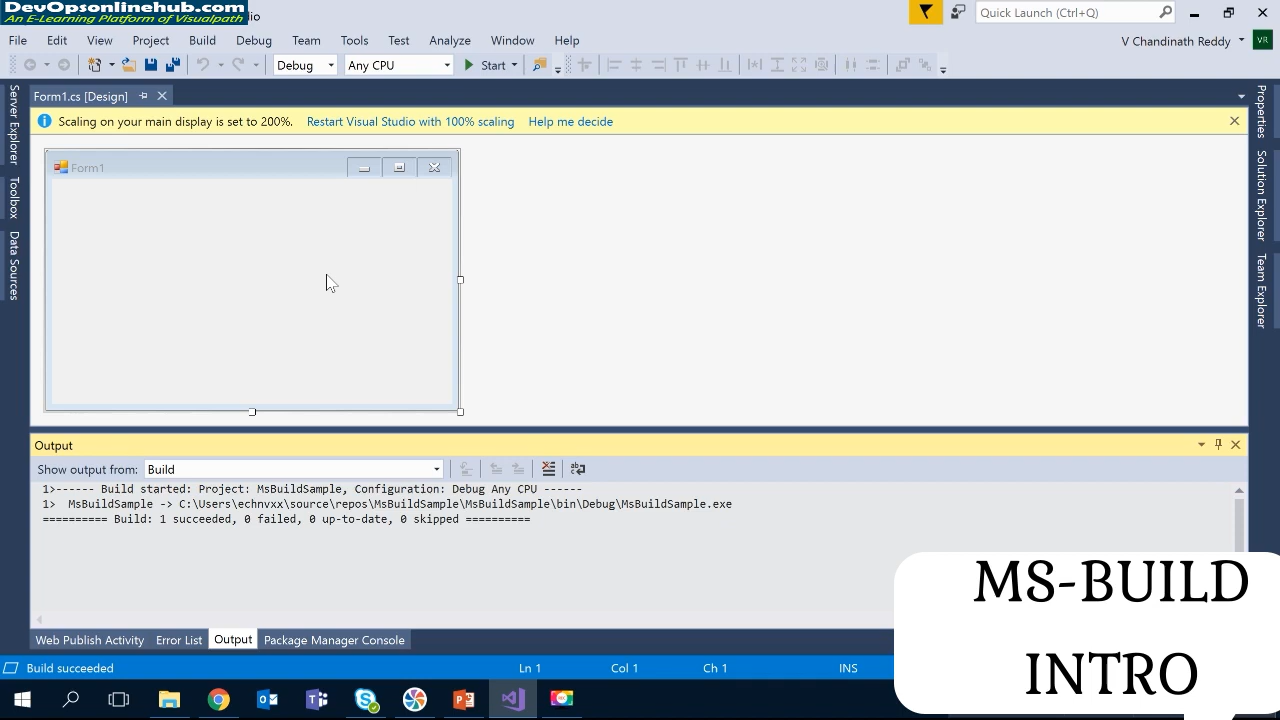 DevOpsonlinehub.com
An E-Learning Platform of Visualpath
io
Quick Launch (Ctrl+Q)
File Edit View Project Build Debug Team Tools Test Analyze Window Help
V Chandinath Reddy VR
Debug Any CPU Start
Form1.cs [Design]
Scaling on your main display is set to 200%. Restart Visual Studio with 100% scaling Help me decide
Form1
Server Explorer
Toolbox
Data Sources
Properties
Solution Explorer
Team Explorer
Output
Show output from: Build
1>------ Build started: Project: MsBuildSample, Configuration: Debug Any CPU ------
1> MsBuildSample -> C:\Users\echnvxx\source\repos\MsBuildSample\MsBuildSample\bin\Debug\MsBuildSample.exe
========== Build: 1 succeeded, 0 failed, 0 up-to-date, 0 skipped ==========
Web Publish Activity Error List Output Package Manager Console
Build succeeded Ln 1 Col 1 Ch 1 INS
MS-BUILD
INTRO